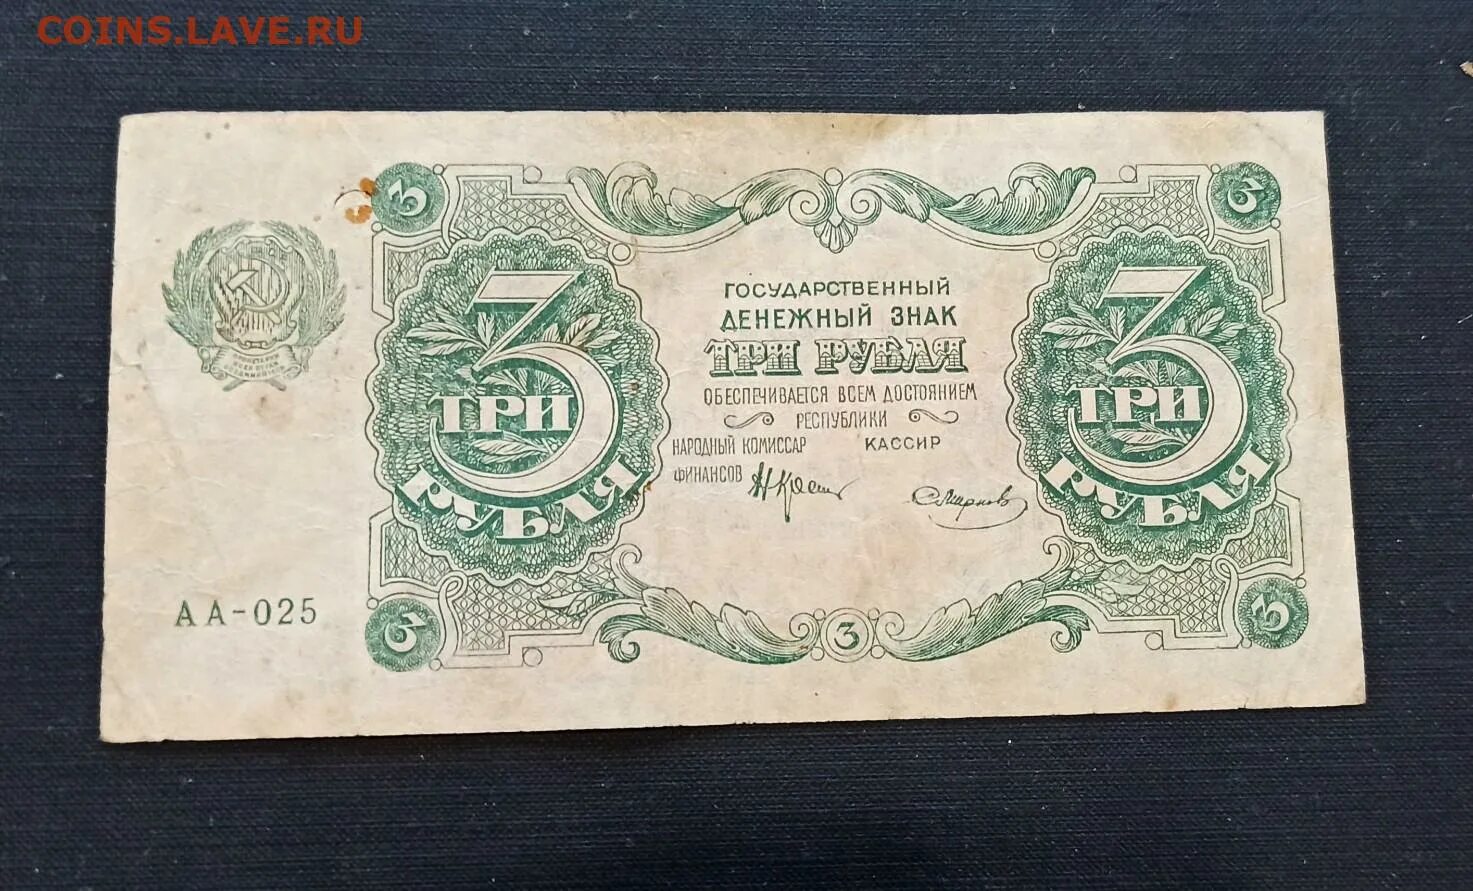 COINS.LAVE.RU
3
3
ГОСУДАРСТВЕННЫЙ
ДЕНЕЖНЫЙ ЗНАК
ТРИ РУБЛЯ
ОБЕСПЕЧИВАЕТСЯ ВСЕМ ДОСТОЯНИЕМ
РЕСПУБЛИКИ
НАРОДНЫЙ КОМИССАР
ФИНАНСОВ
КАССИР
Смирнов
3
ТРИ
РУБЛЯ
3
ТРИ
РУБЛЯ
АА-025
3
3
3